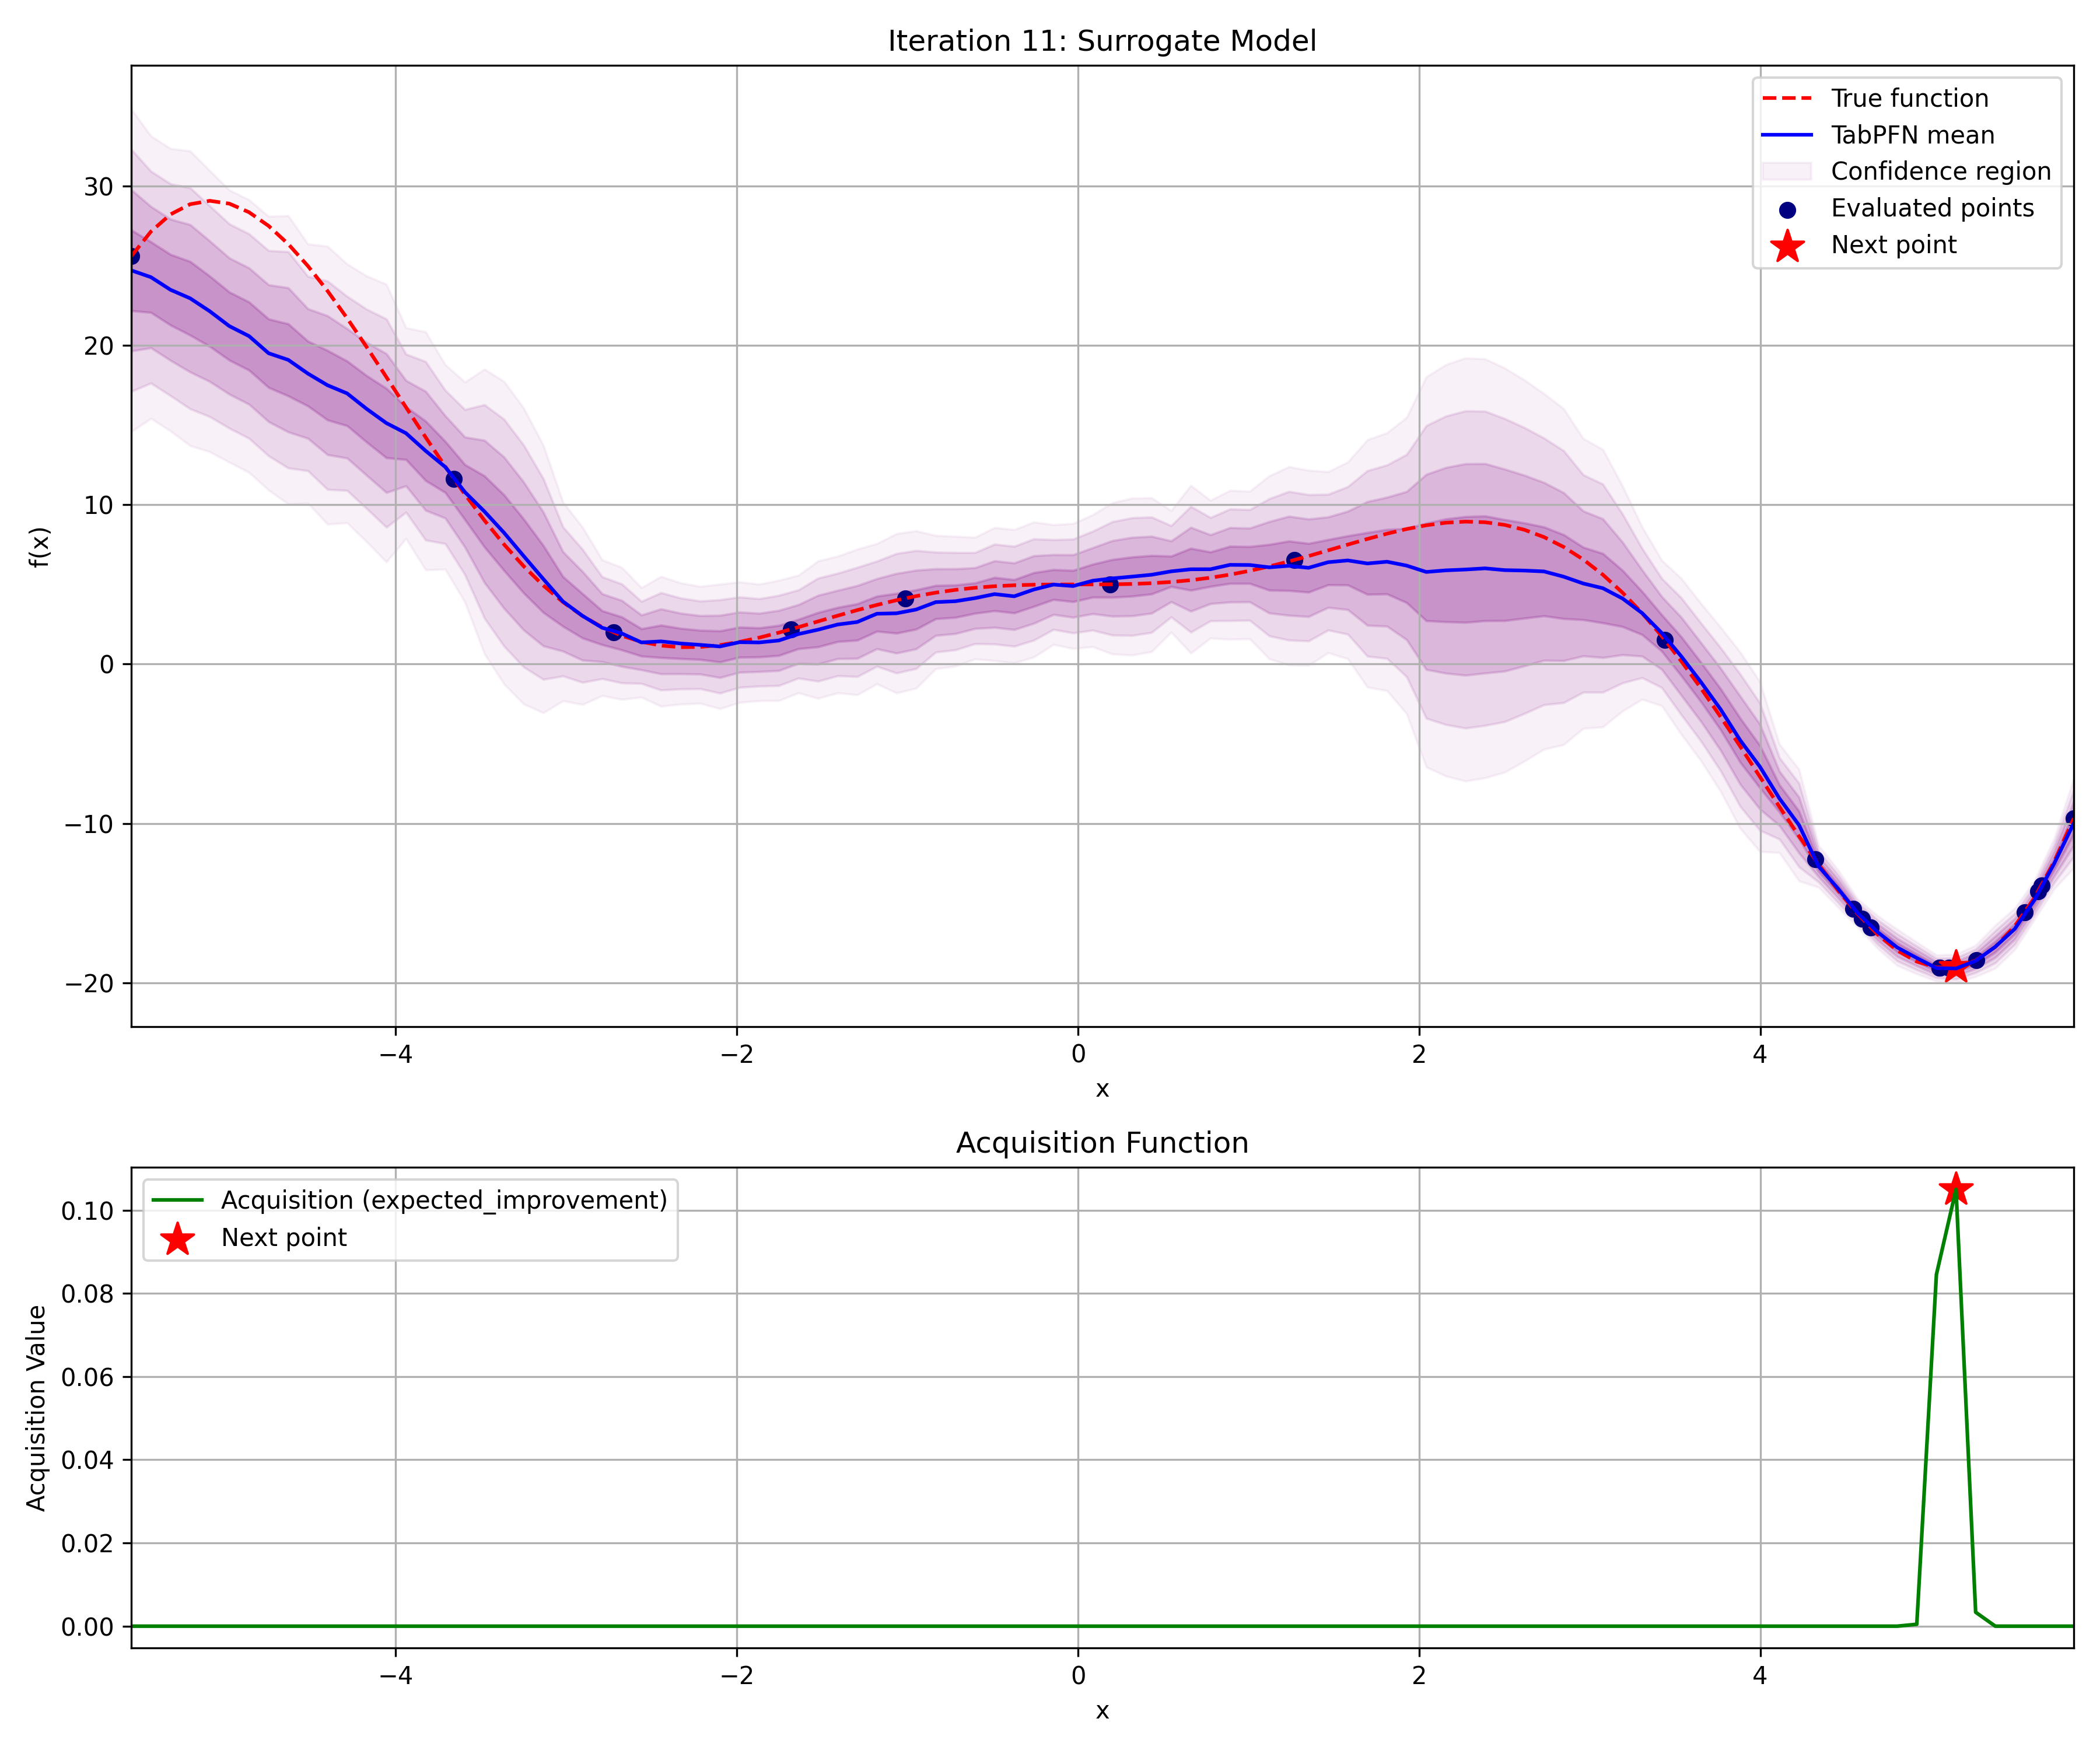 Iteration 11: Surrogate Model
True function
TabPFN mean
Confidence region
Evaluated points
Next point
f(x)
30
20
10
0
−10
−20
−4
−2
0
2
4
x
Acquisition Function
Acquisition (expected_improvement)
Next point
Acquisition Value
0.10
0.08
0.06
0.04
0.02
0.00
−4
−2
0
2
4
x